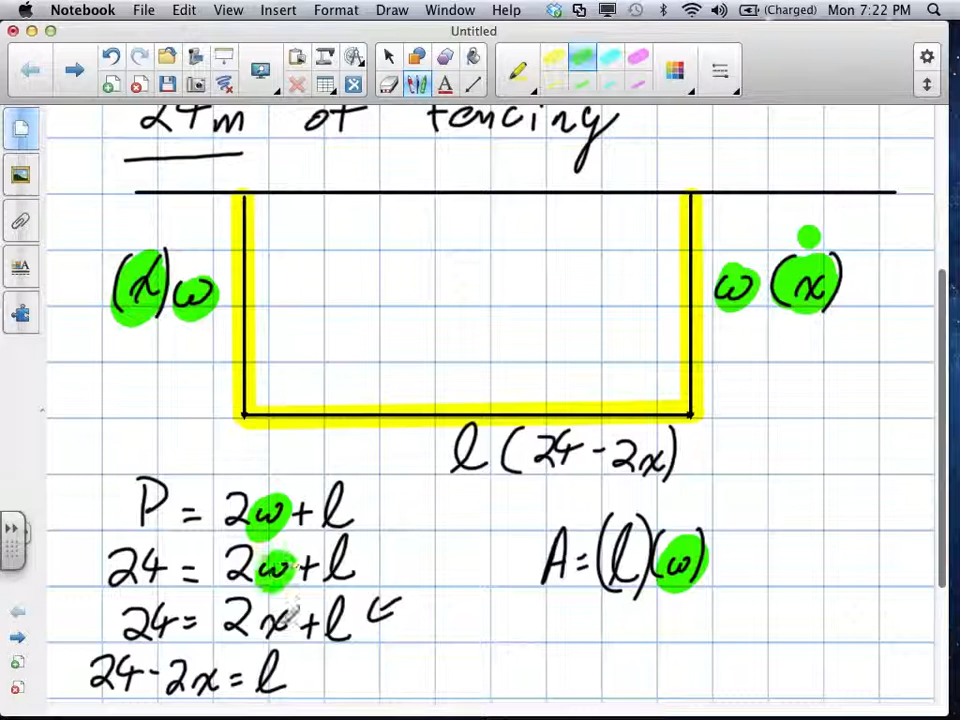 Notebook File Edit View Insert Format Draw Window Help (Charged) Mon 7:22 PM
Untitled
24m of fencing
(x) w w (x)
l (24-2x)
P = 2w+l
A=(l)(w)
24 = 2w+l
24= 2x+l ←
24-2x=l